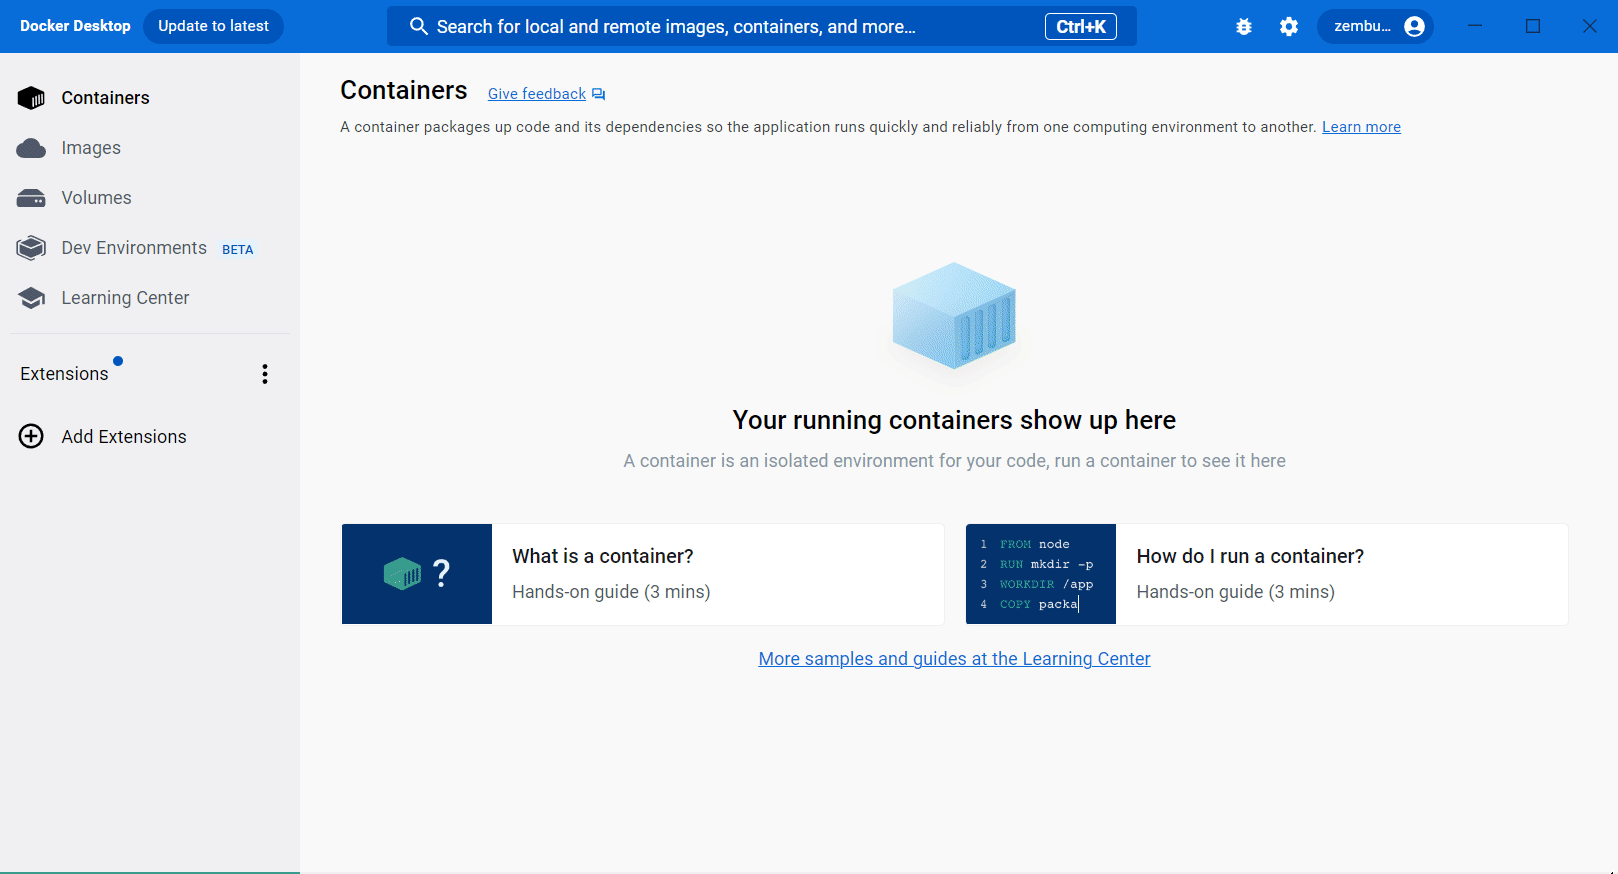 Docker Desktop
Update to latest
Search for local and remote images, containers, and more...
Ctrl+K
zembu...
Containers
Images
Volumes
Dev Environments BETA
Learning Center
Extensions
Add Extensions
Containers
Give feedback
A container packages up code and its dependencies so the application runs quickly and reliably from one computing environment to another. Learn more
Your running containers show up here
A container is an isolated environment for your code, run a container to see it here
?
What is a container?
Hands-on guide (3 mins)
1 FROM node
2 RUN mkdir -p
3 WORKDIR /app
4 COPY packa
How do I run a container?
Hands-on guide (3 mins)
More samples and guides at the Learning Center